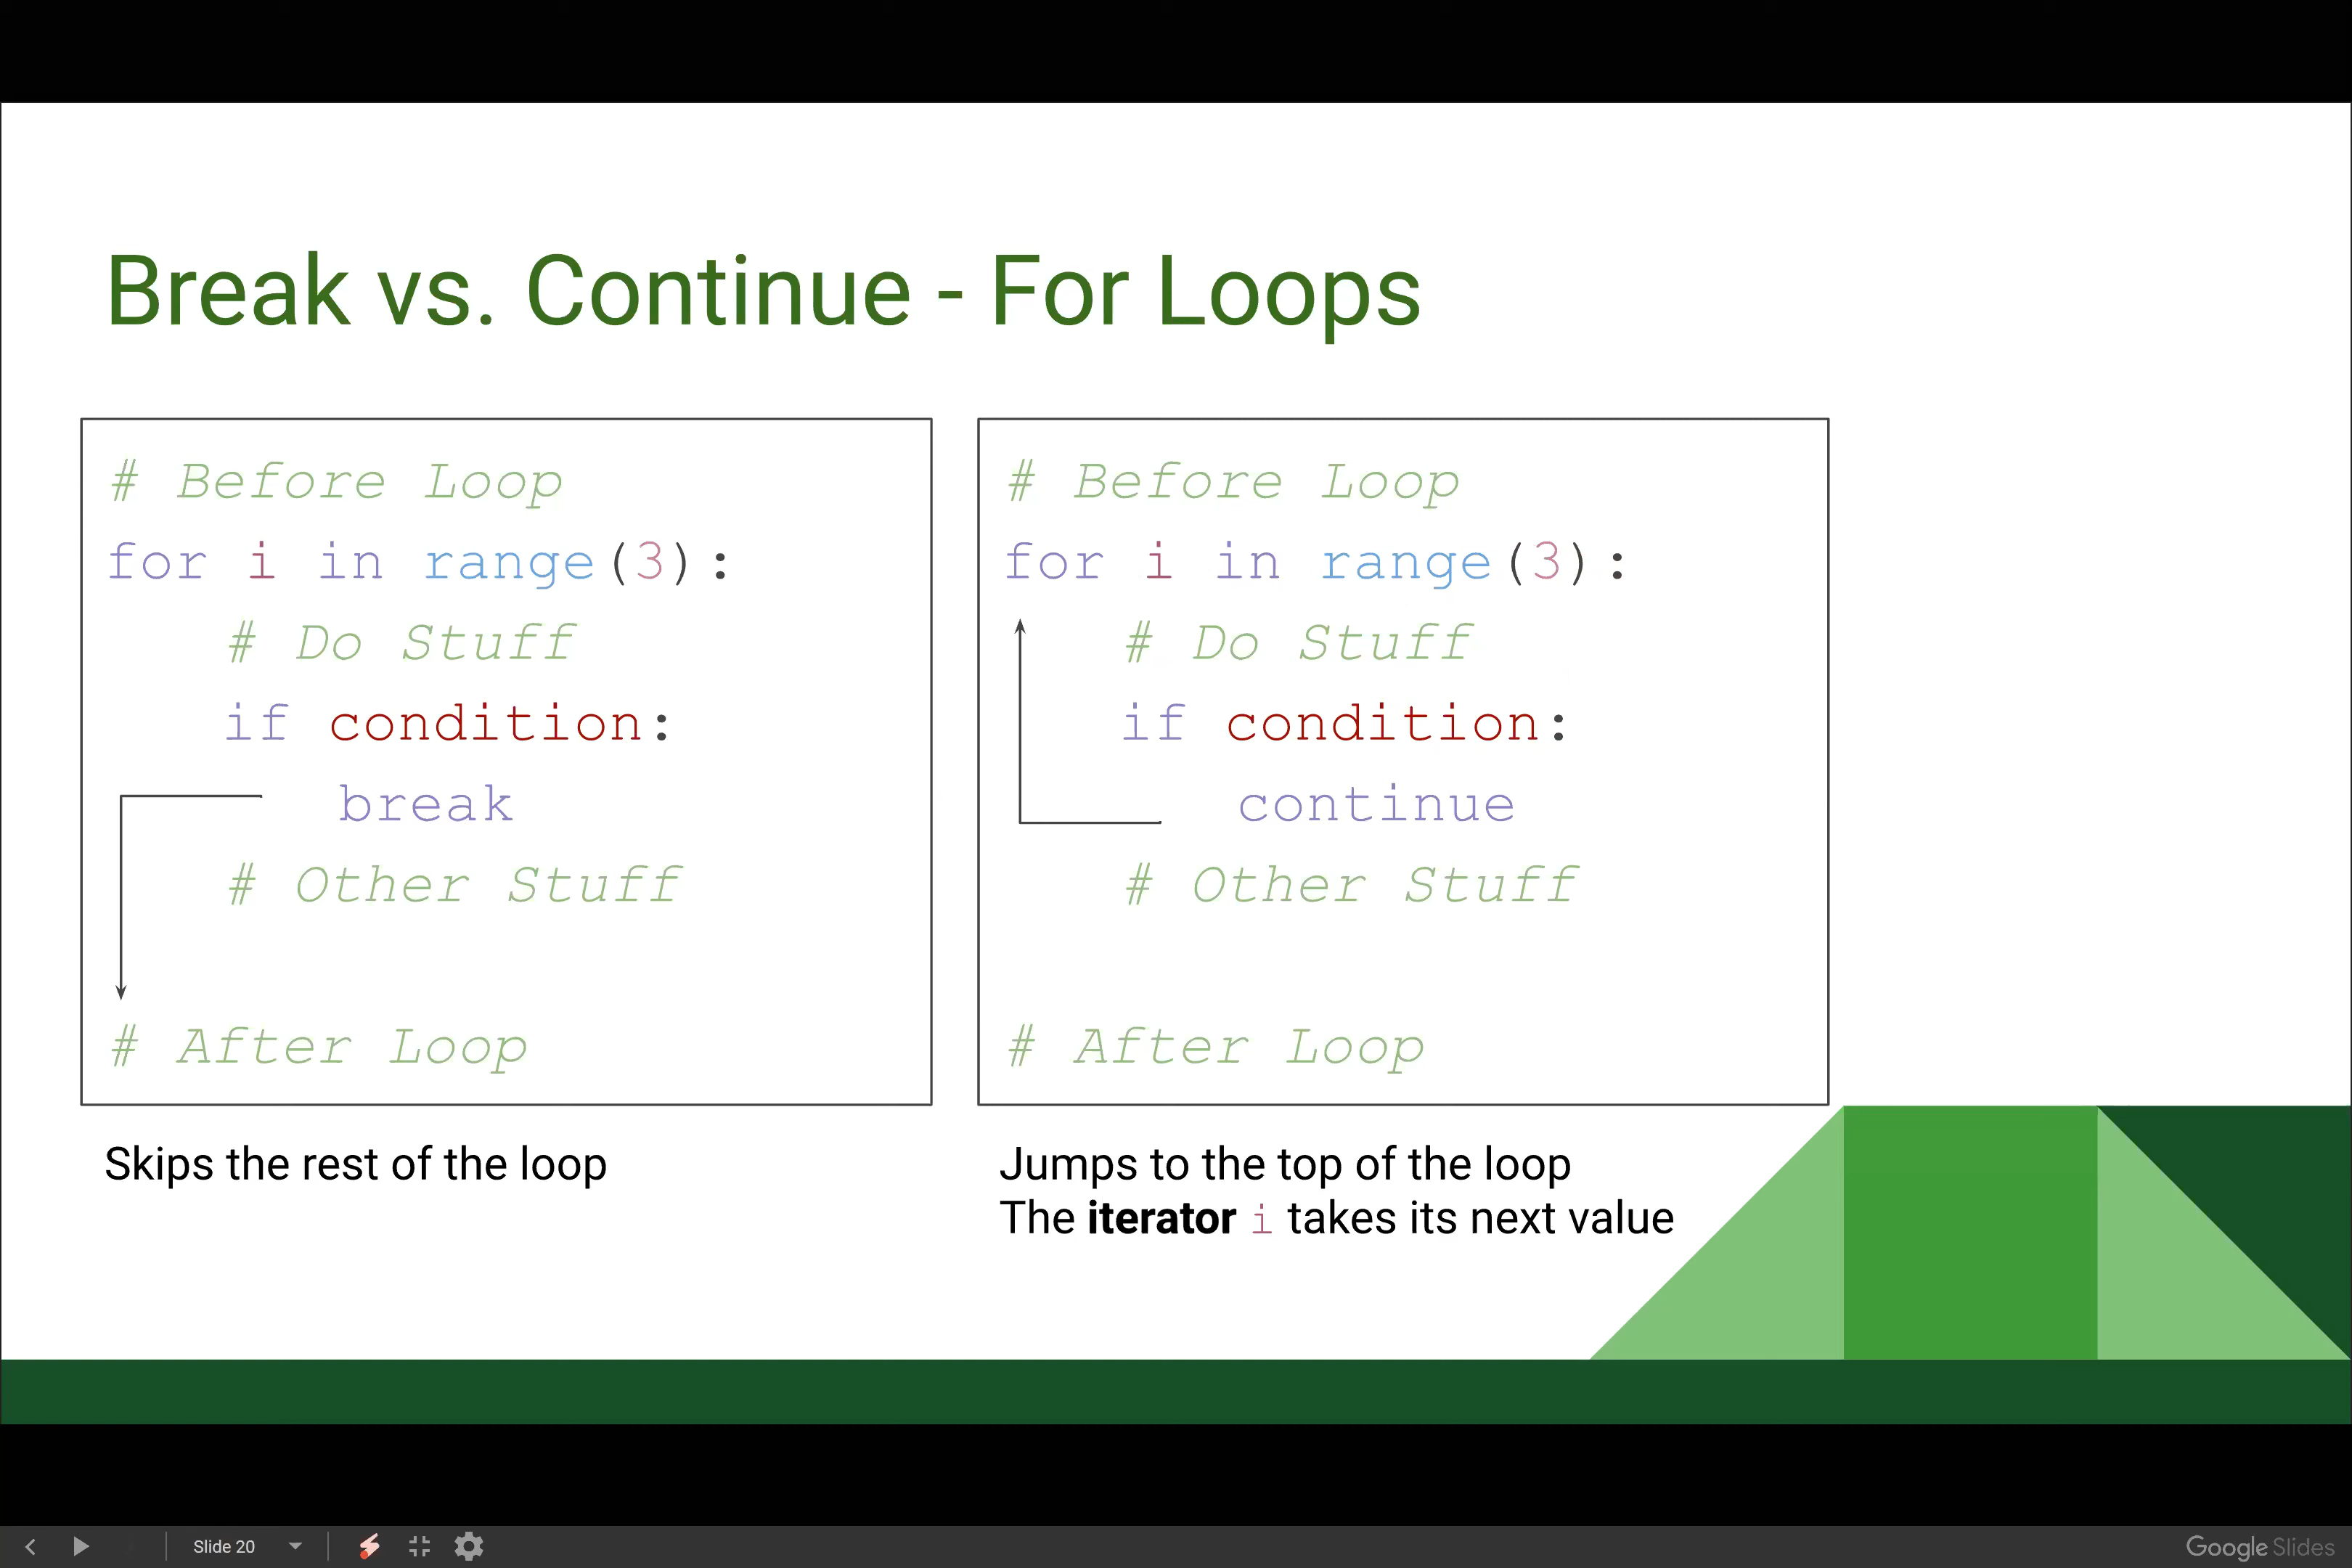 Break vs. Continue - For Loops
# Before Loop
for i in range(3):
# Do Stuff
if condition:
break
# Other Stuff
# After Loop
Skips the rest of the loop
# Before Loop
for i in range(3):
# Do Stuff
if condition:
continue
# Other Stuff
# After Loop
Jumps to the top of the loop
The iterator i takes its next value
Slide 20
Google Slides